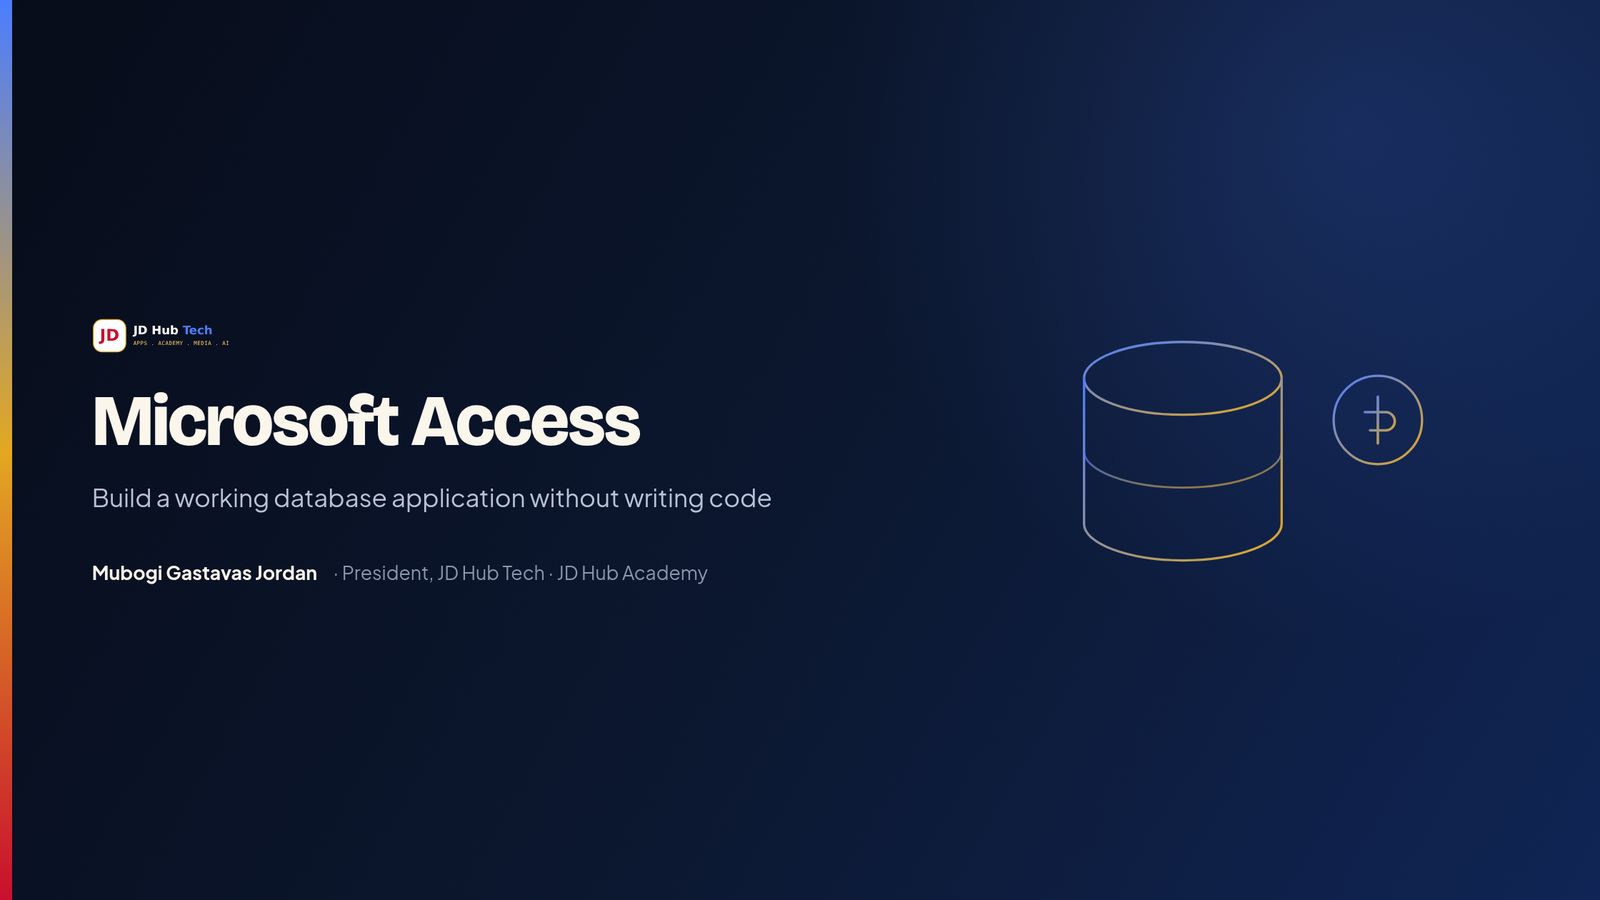 JD
JD Hub Tech
APPS . ACADEMY . MEDIA . AI
Microsoft Access
Build a working database application without writing code
Mubogi Gastavas Jordan · President, JD Hub Tech · JD Hub Academy